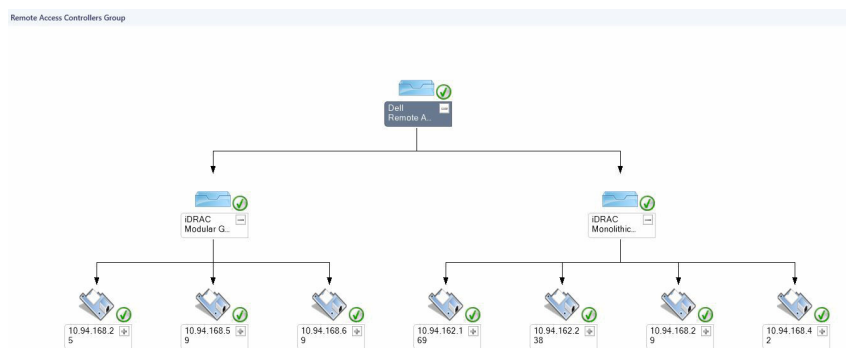 Remote Access Controllers Group
Dell
Remote A...
iDRAC
Modular G...
iDRAC
Monolithic...
10.94.168.2
5
10.94.168.5
9
10.94.168.6
9
10.94.162.1
69
10.94.162.2
38
10.94.168.2
9
10.94.168.4
2